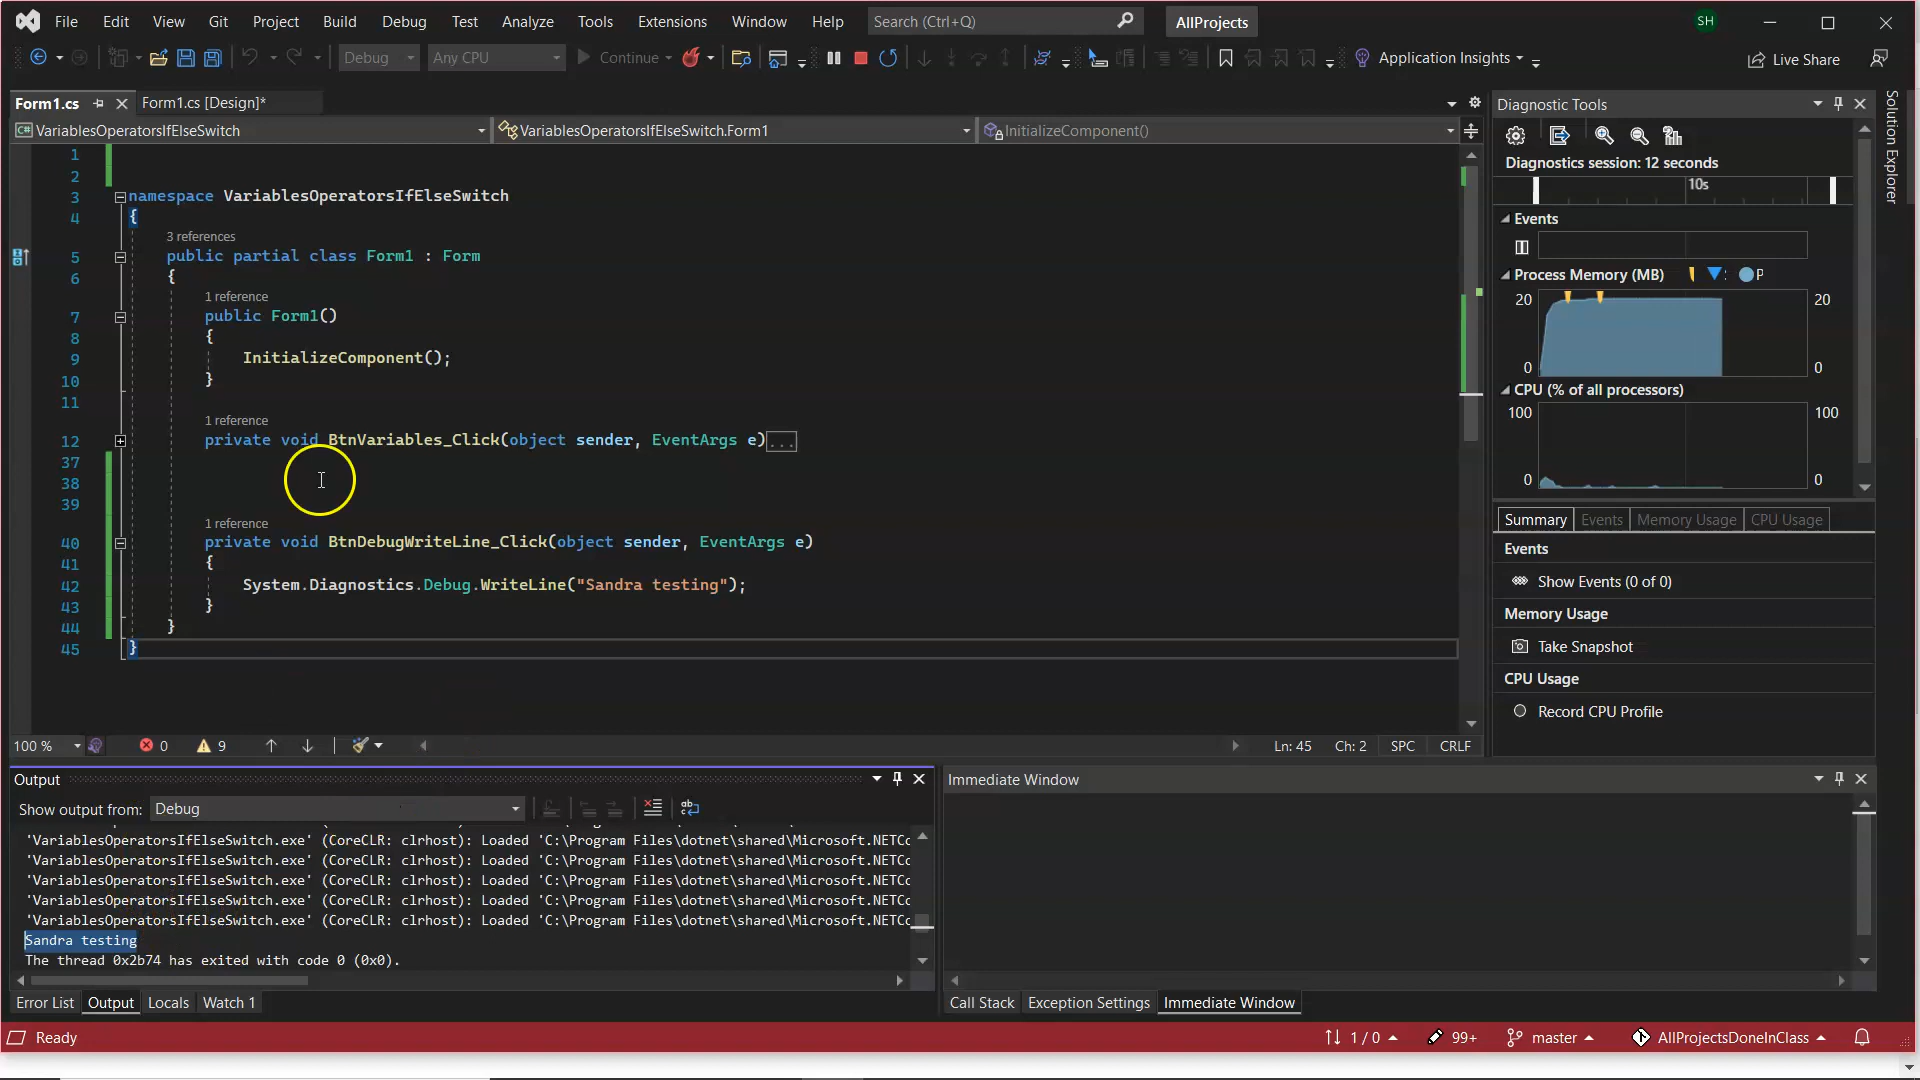 File Edit View Git Project Build Debug Test Analyze Tools Extensions Window Help Search (Ctrl+Q) AllProjects SH
Debug Any CPU Continue Application Insights Live Share
Form1.cs Form1.cs [Design]*
VariablesOperatorsIfElseSwitch VariablesOperatorsIfElseSwitch.Form1 InitializeComponent()
1
2
3 namespace VariablesOperatorsIfElseSwitch
4 {
3 references
5 public partial class Form1 : Form
6 {
1 reference
7 public Form1()
8 {
9 InitializeComponent();
10 }
11
1 reference
12 private void BtnVariables_Click(object sender, EventArgs e)...
37
38
39
1 reference
40 private void BtnDebugWriteLine_Click(object sender, EventArgs e)
41 {
42 System.Diagnostics.Debug.WriteLine("Sandra testing");
43 }
44 }
45 }
100 % 0 9 Ln: 45 Ch: 2 SPC CRLF
Diagnostic Tools
Diagnostics session: 12 seconds
10s
Events
Process Memory (MB) P
20 20
0 0
CPU (% of all processors)
100 100
0 0
Summary Events Memory Usage CPU Usage
Events
Show Events (0 of 0)
Memory Usage
Take Snapshot
CPU Usage
Record CPU Profile
Solution Explorer
Output
Show output from: Debug
'VariablesOperatorsIfElseSwitch.exe' (CoreCLR: clrhost): Loaded 'C:\Program Files\dotnet\shared\Microsoft.NETCo
'VariablesOperatorsIfElseSwitch.exe' (CoreCLR: clrhost): Loaded 'C:\Program Files\dotnet\shared\Microsoft.NETCo
'VariablesOperatorsIfElseSwitch.exe' (CoreCLR: clrhost): Loaded 'C:\Program Files\dotnet\shared\Microsoft.NETCo
'VariablesOperatorsIfElseSwitch.exe' (CoreCLR: clrhost): Loaded 'C:\Program Files\dotnet\shared\Microsoft.NETCo
'VariablesOperatorsIfElseSwitch.exe' (CoreCLR: clrhost): Loaded 'C:\Program Files\dotnet\shared\Microsoft.NETCo
Sandra testing
The thread 0x2b74 has exited with code 0 (0x0).
Error List Output Locals Watch 1
Immediate Window
Call Stack Exception Settings Immediate Window
Ready 1 / 0 99+ master AllProjectsDoneInClass